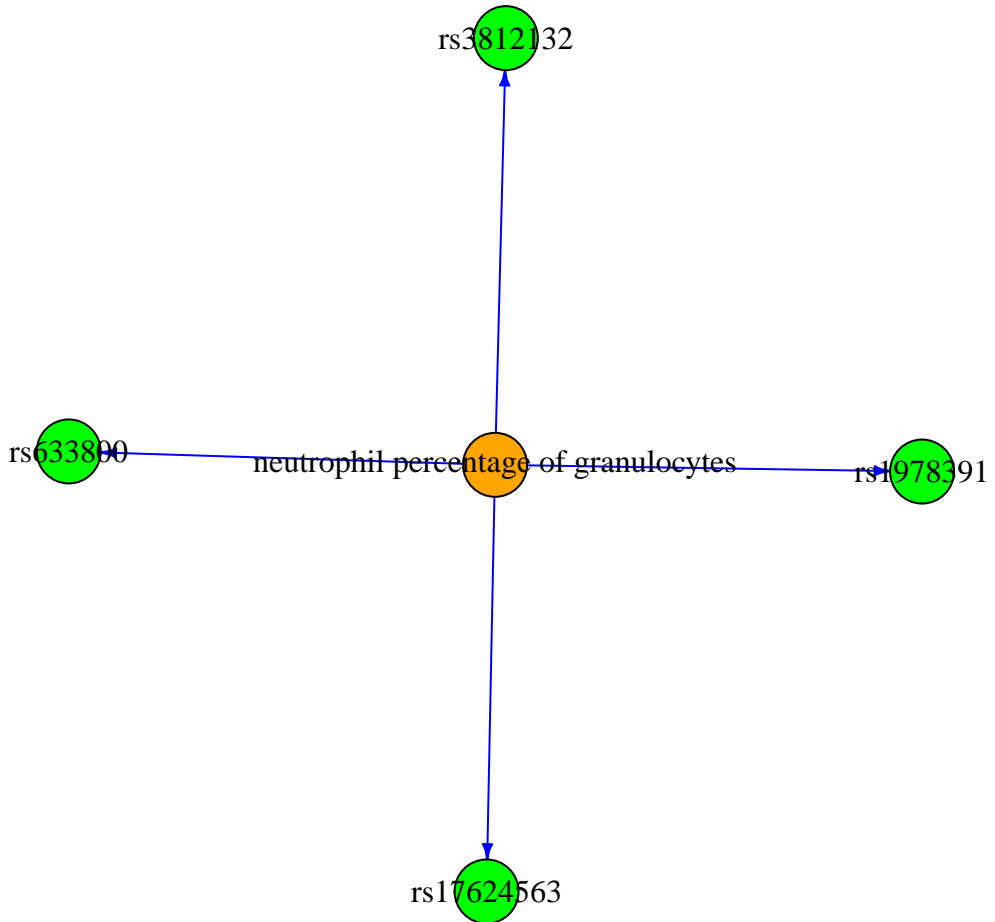 rs3812132
rs633800
neutrophil percentage of granulocytes
rs1978391
rs17624563